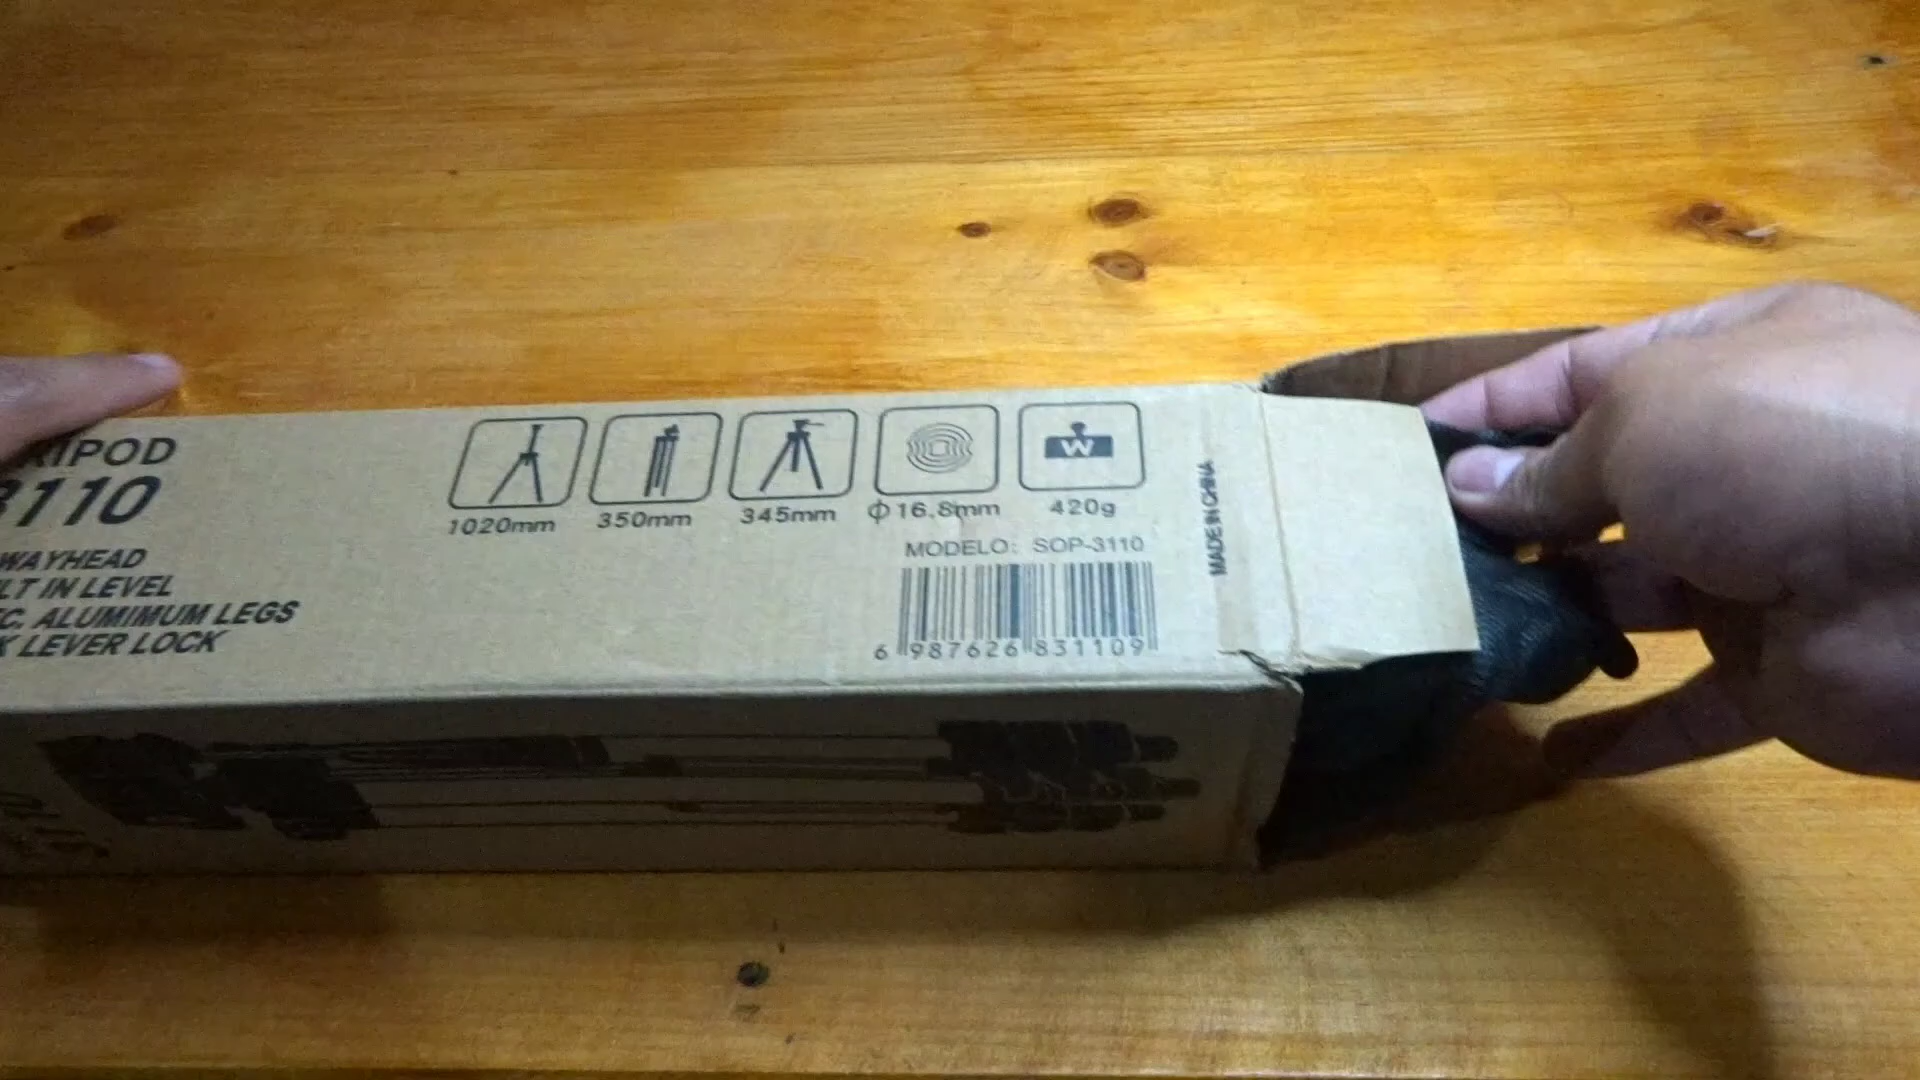 TRIPOD
3110
WAYHEAD
LT IN LEVEL
C. ALUMIMUM LEGS
K LEVER LOCK
1020mm
350mm
345mm
Φ16.8mm
W
420g
MODELO: SOP-3110
6 987626 831109
MADE IN CHINA